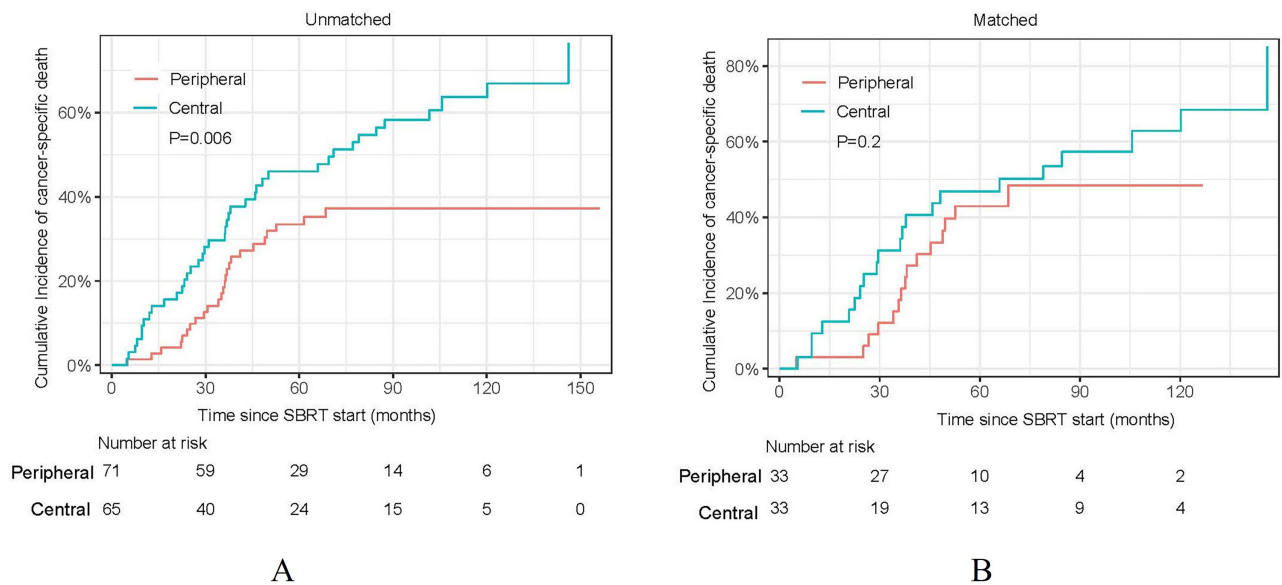 Unmatched
Cumulative Incidence of cancer-specific death
60%
40%
20%
0%
Peripheral
Central
P=0.006
0 30 60 90 120 150
Time since SBRT start (months)
Number at risk
Peripheral 71 59 29 14 6 1
Central 65 40 24 15 5 0
A
Matched
Cumulative Incidence of cancer-specific death
80%
60%
40%
20%
0%
Peripheral
Central
P=0.2
0 30 60 90 120
Time since SBRT start (months)
Number at risk
Peripheral 33 27 10 4 2
Central 33 19 13 9 4
B